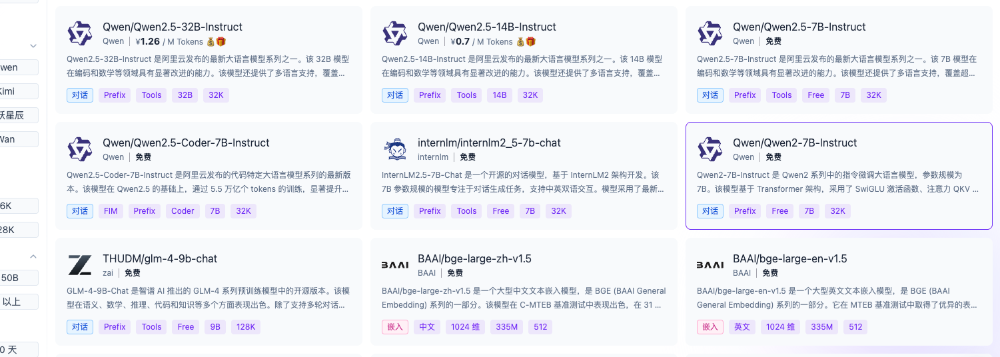 wen
Kimi
跃星辰
Wan
6K
28K
50B
以上
0 天
Qwen/Qwen2.5-32B-Instruct
Qwen | ¥1.26 / M Tokens 💰🎁
Qwen2.5-32B-Instruct 是阿里云发布的最新大语言模型系列之一。该 32B 模型
在编码和数学等领域具有显著改进的能力。该模型还提供了多语言支持，覆盖...
对话 Prefix Tools 32B 32K
Qwen/Qwen2.5-14B-Instruct
Qwen | ¥0.7 / M Tokens 💰🎁
Qwen2.5-14B-Instruct 是阿里云发布的最新大语言模型系列之一。该 14B 模型
在编码和数学等领域具有显著改进的能力。该模型还提供了多语言支持，覆盖...
对话 Prefix Tools 14B 32K
Qwen/Qwen2.5-7B-Instruct
Qwen | 免费
Qwen2.5-7B-Instruct 是阿里云发布的最新大语言模型系列之一。该 7B 模型在
编码和数学等领域具有显著改进的能力。该模型还提供了多语言支持，覆盖超...
对话 Prefix Tools Free 7B 32K
Qwen/Qwen2.5-Coder-7B-Instruct
Qwen | 免费
Qwen2.5-Coder-7B-Instruct 是阿里云发布的代码特定大语言模型系列的最新版
本。该模型在 Qwen2.5 的基础上，通过 5.5 万亿个 tokens 的训练，显著提升...
对话 FIM Prefix Coder 7B 32K
internlm/internlm2_5-7b-chat
internlm | 免费
InternLM2.5-7B-Chat 是一个开源的对话模型，基于 InternLM2 架构开发。该
7B 参数规模的模型专注于对话生成任务，支持中英双语交互。模型采用了最新...
对话 Prefix Tools Free 7B 32K
Qwen/Qwen2-7B-Instruct
Qwen | 免费
Qwen2-7B-Instruct 是 Qwen2 系列中的指令微调大语言模型，参数规模为
7B。该模型基于 Transformer 架构，采用了 SwiGLU 激活函数、注意力 QKV ...
对话 Prefix Free 7B 32K
THUDM/glm-4-9b-chat
zai | 免费
GLM-4-9B-Chat 是智谱 AI 推出的 GLM-4 系列预训练模型中的开源版本。该模
型在语义、数学、推理、代码和知识等多个方面表现出色。除了支持多轮对话...
对话 Prefix Tools Free 9B 128K
BAAI
BAAI/bge-large-zh-v1.5
BAAI | 免费
BAAI/bge-large-zh-v1.5 是一个大型中文文本嵌入模型，是 BGE (BAAI General
Embedding) 系列的一部分。该模型在 C-MTEB 基准测试中表现出色，在 31 ...
嵌入 中文 1024 维 335M 512
BAAI
BAAI/bge-large-en-v1.5
BAAI | 免费
BAAI/bge-large-en-v1.5 是一个大型英文文本嵌入模型，是 BGE (BAAI
General Embedding) 系列的一部分。它在 MTEB 基准测试中取得了优异的表...
嵌入 英文 1024 维 335M 512